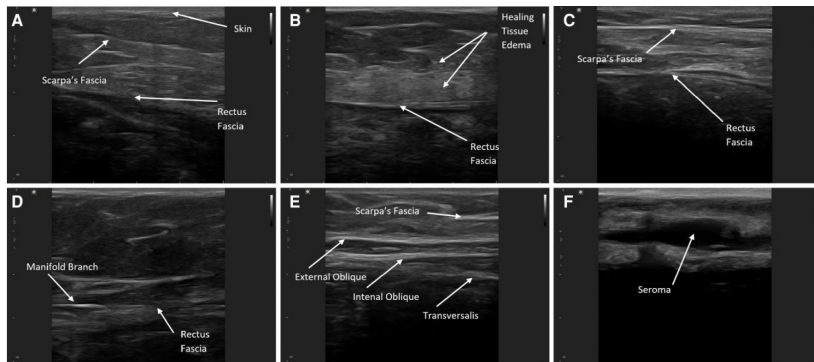 A
Skin
Scarpa's Fascia
Rectus
Fascia
B
Healing
Tissue
Edema
Rectus
Fascia
C
Scarpa's Fascia
Rectus
Fascia
D
Manifold Branch
Rectus
Fascia
E
Scarpa's Fascia
External Oblique
Intenal Oblique
Transversalis
F
Seroma